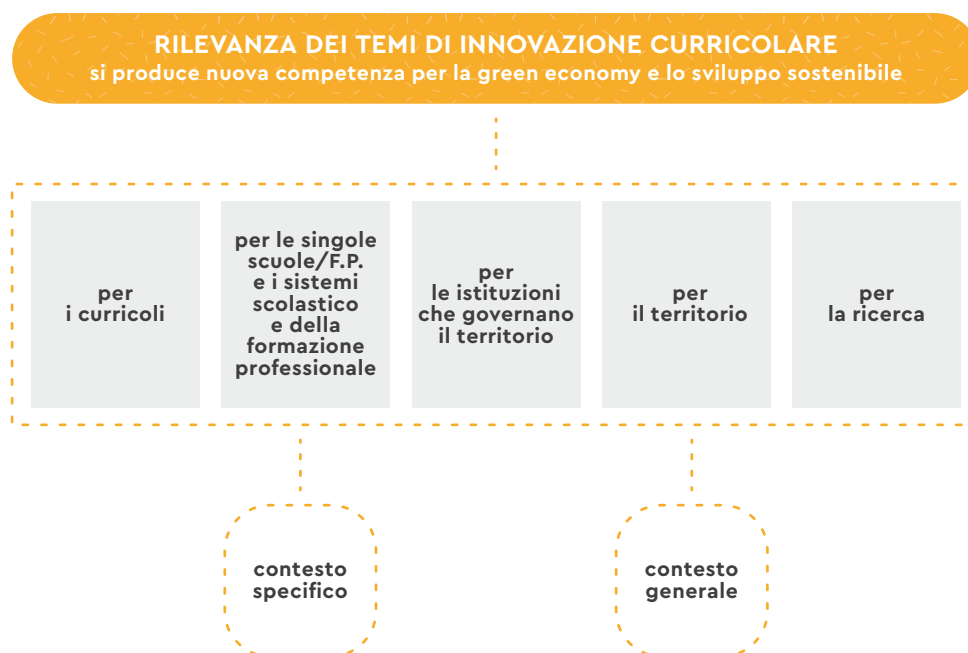 RILEVANZA DEI TEMI DI INNOVAZIONE CURRICOLARE
si produce nuova competenza per la green economy e lo sviluppo sostenibile
per
i curricoli
per le singole
scuole/F.P.
e i sistemi
scolastico
e della
formazione
professionale
per
le istituzioni
che governano
il territorio
per
il territorio
per
la ricerca
contesto
specifico
contesto
generale